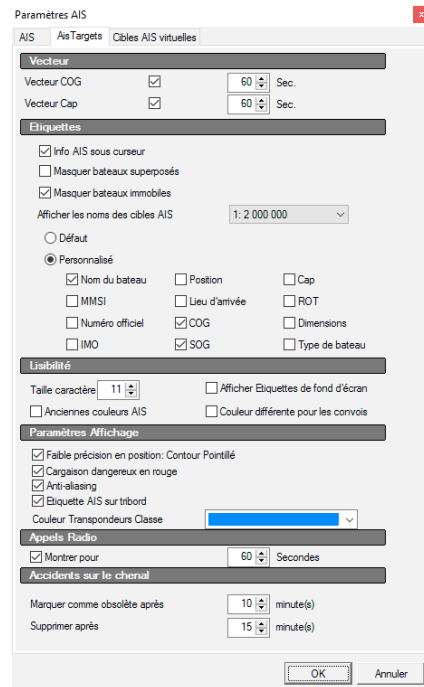 Paramètres AIS
AIS AisTargets Cibles AIS virtuelles
Vecteur
Vecteur COG 60 Sec.
Vecteur Cap 60 Sec.
Etiquettes
Info AIS sous curseur
Masquer bateaux superposés
Masquer bateaux immobiles
Afficher les noms des cibles AIS 1: 2 000 000
Défaut
Personnalisé
Nom du bateau Position Cap
MMSI Lieu d'arrivée ROT
Numéro officiel COG Dimensions
IMO SOG Type de bateau
Lisibilité
Taille caractère 11 Afficher Etiquettes de fond d'écran
Anciennes couleurs AIS Couleur différente pour les convois
Paramètres Affichage
Faible précision en position: Contour Pointillé
Cargaison dangereux en rouge
Anti-aliasing
Etiquette AIS sur tribord
Couleur Transpondeurs Classe
Appels Radio
Montrer pour 60 Secondes
Accidents sur le chenal
Marquer comme obsolète après 10 minute(s)
Supprimer après 15 minute(s)
OK Annuler